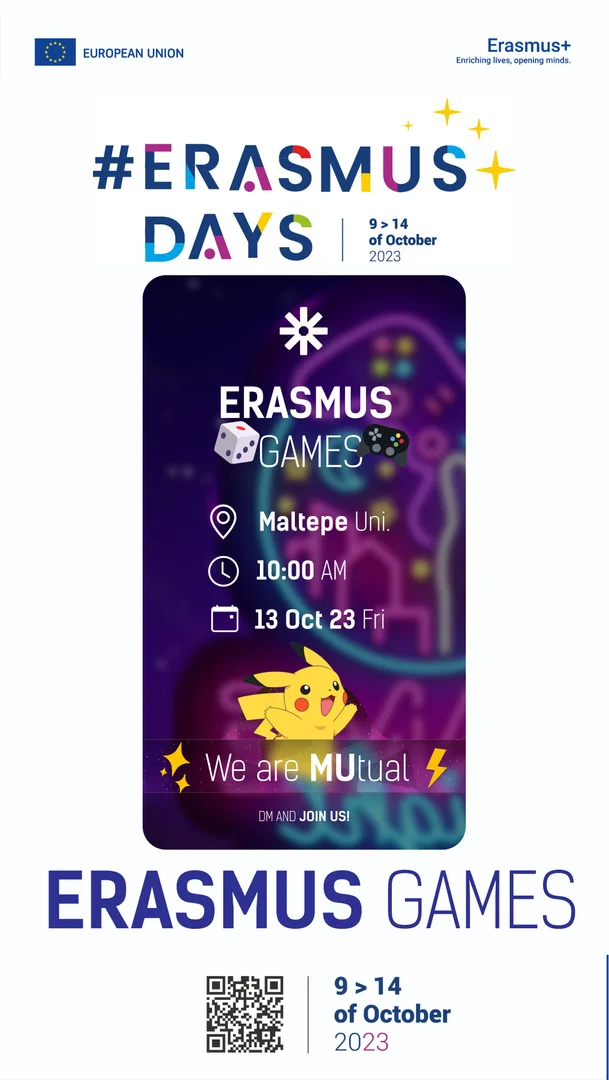 EUROPEAN UNION
Erasmus+
Enriching lives, opening minds.
#ERASMUS
DAYS
9 > 14
of October
2023
ERASMUS
GAMES
Maltepe Uni.
10:00 AM
13 Oct 23 Fri
We are MUtual
DM AND JOIN US!
ERASMUS GAMES
9 > 14
of October
2023